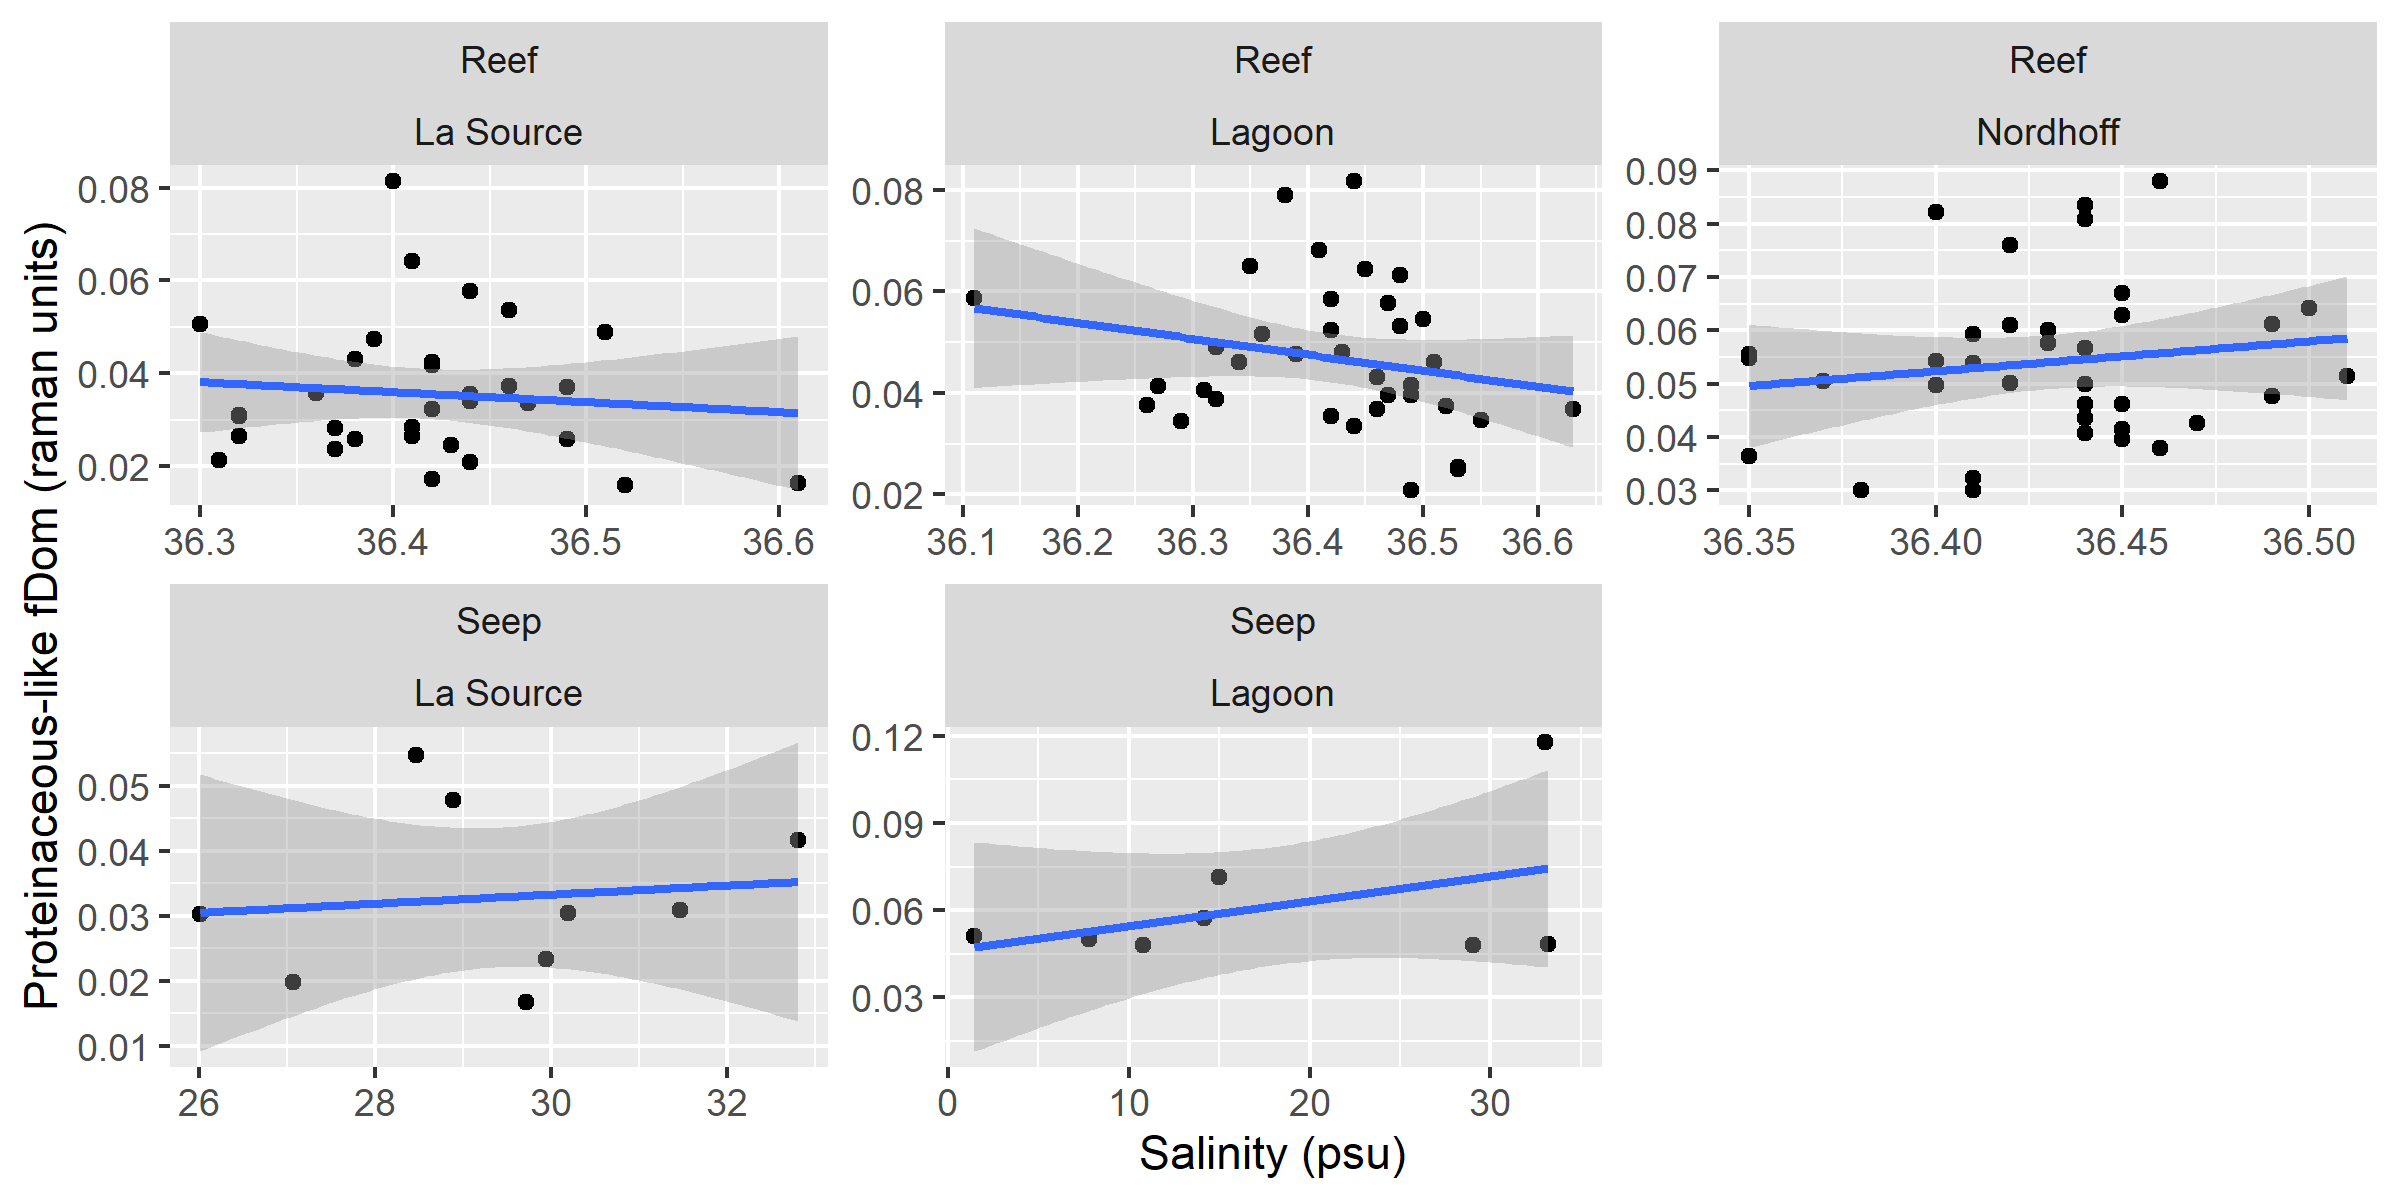 Reef
La Source
Reef
Lagoon
Reef
Nordhoff
0.08
0.06
0.04
0.02
36.3 36.4 36.5 36.6
0.08
0.06
0.04
0.02
36.1 36.2 36.3 36.4 36.5 36.6
0.09
0.08
0.07
0.06
0.05
0.04
0.03
36.35 36.40 36.45 36.50
Seep
La Source
Seep
Lagoon
0.05
0.04
0.03
0.02
0.01
26 28 30 32
0.12
0.09
0.06
0.03
0 10 20 30
Proteinaceous-like fDom (raman units)
Salinity (psu)